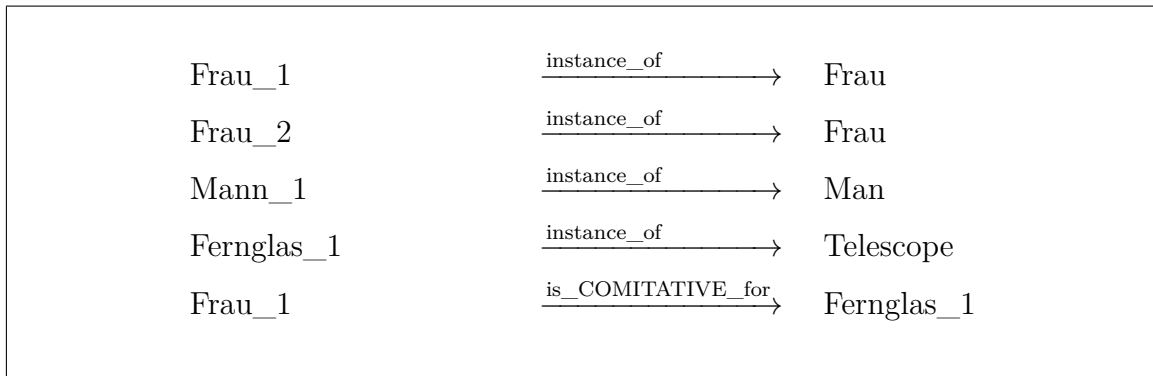 Frau_1 instance_of Frau
Frau_2 instance_of Frau
Mann_1 instance_of Man
Fernglas_1 instance_of Telescope
Frau_1 is_COMITATIVE_for Fernglas_1